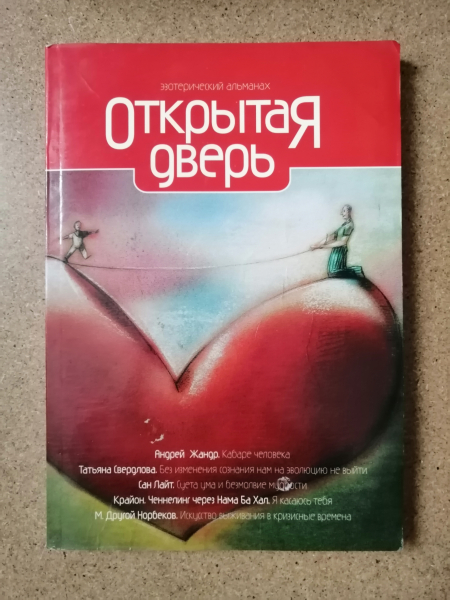 эзотерический альманах
Открытая
дверь
Андрей Жандр. Кабаре человека
Татьяна Свердлова. Без изменения сознания нам на эволюцию не выйти
Сан Лайт. Суета ума и безмолвие мудрости
Крайон. Ченнелинг через Нама Ба Хал. Я касаюсь тебя
М. Другой Норбеков. Искусство выживания в кризисные времена